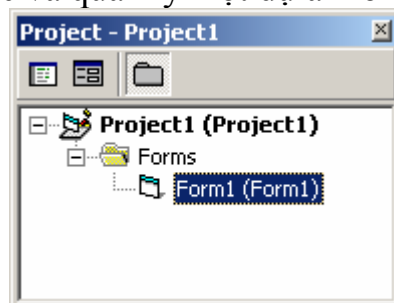 Project - Project1
Project1 (Project1)
Forms
Form1 (Form1)